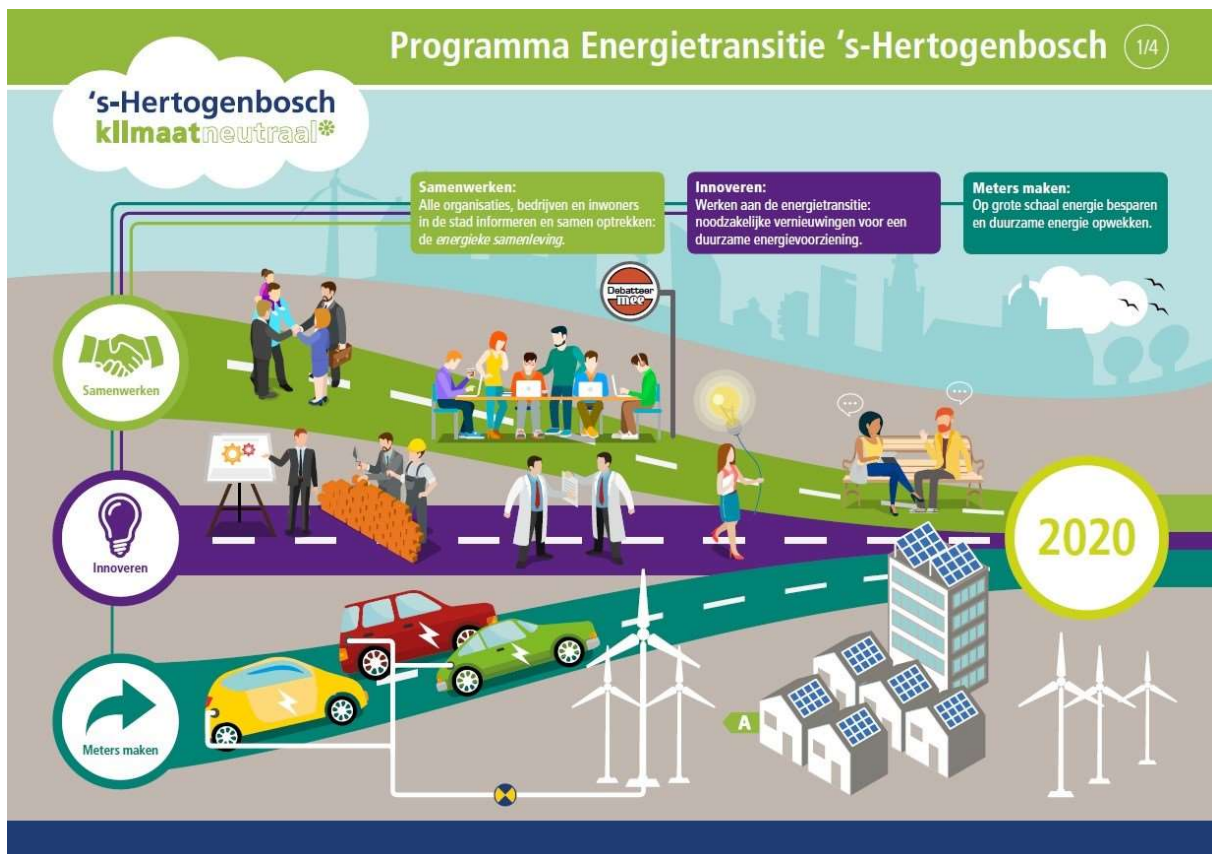 Programma Energietransitie ‘s-Hertogenbosch 1/4
‘s-Hertogenbosch
klimaatneutraal
Samenwerken:
Alle organisaties, bedrijven en inwoners
in de stad informeren en samen optrekken:
de energieke samenleving.
Innoveren:
Werken aan de energietransitie:
noodzakelijke vernieuwingen voor een
duurzame energievoorziening.
Meters maken:
Op grote schaal energie besparen
en duurzame energie opwekken.
Debatteer
mee
Samenwerken
Innoveren
2020
A
Meters maken